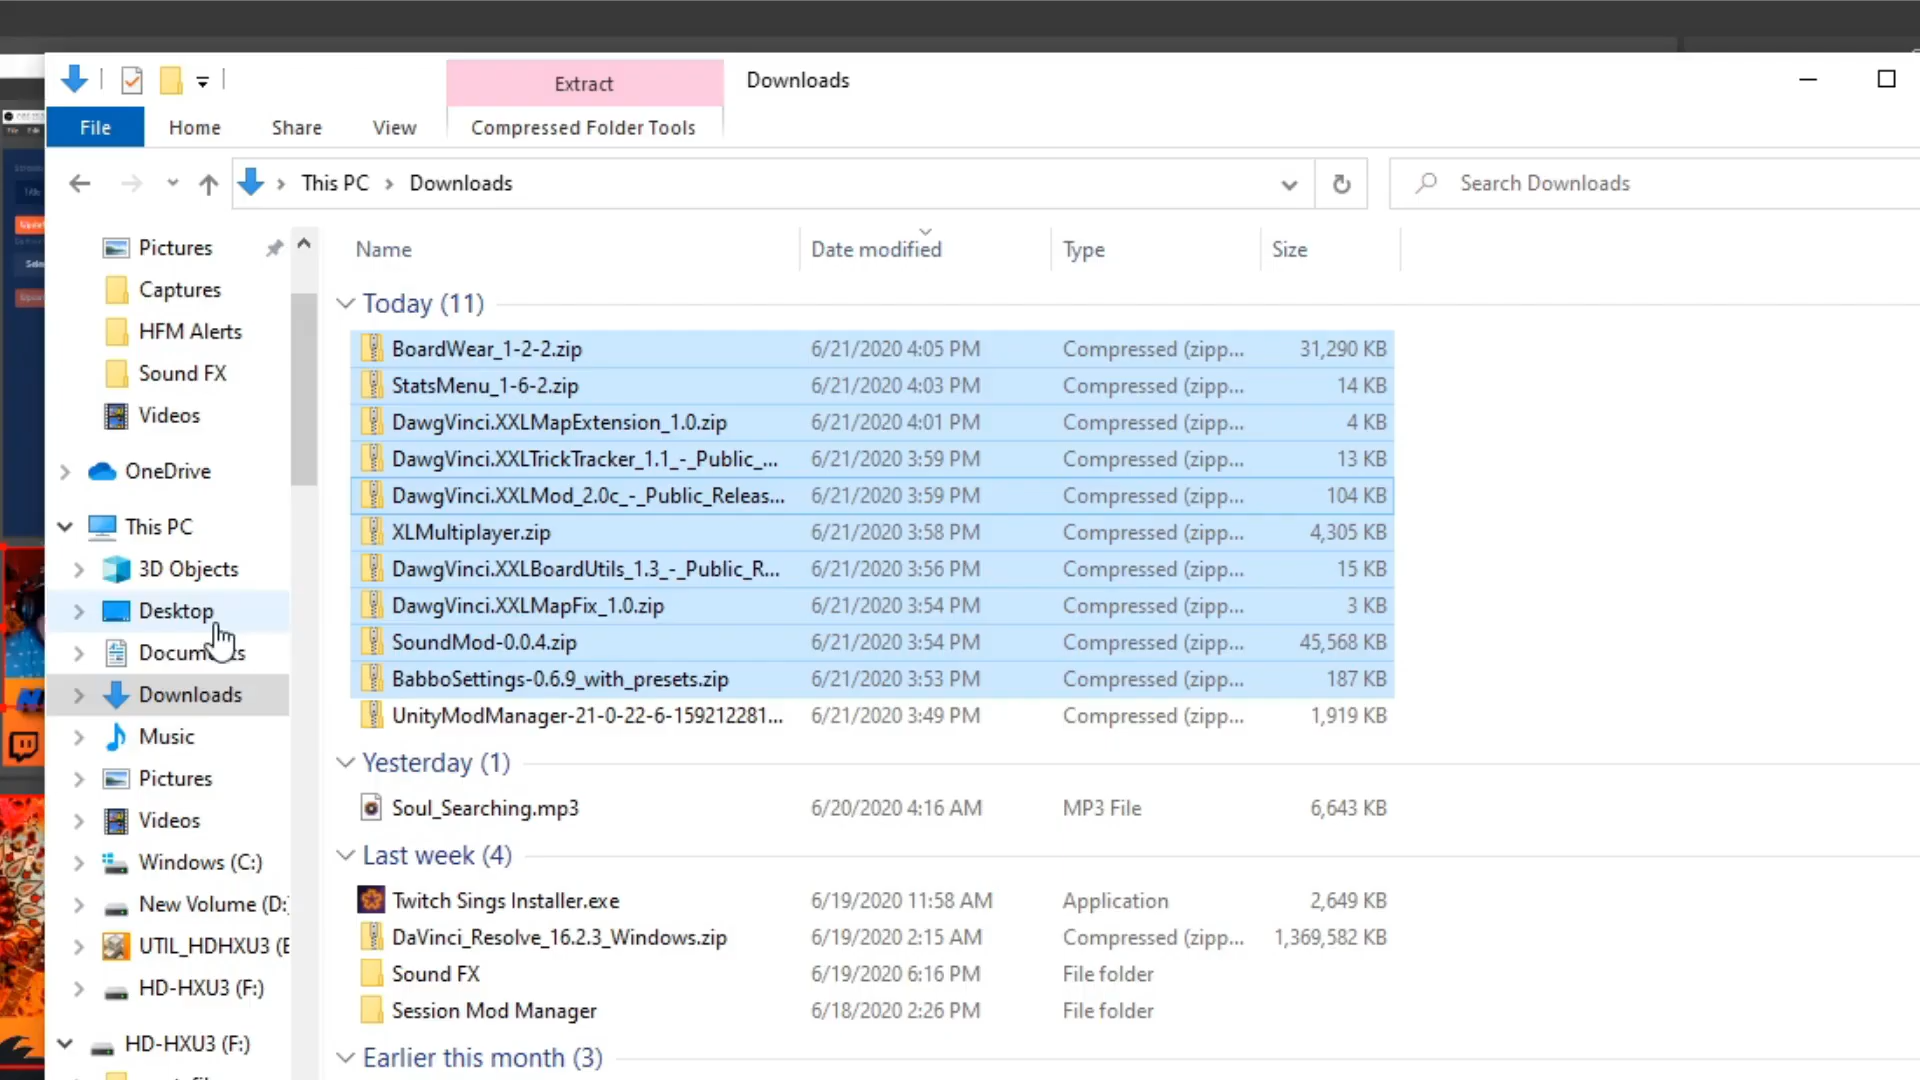 Extract
Downloads
File
Home
Share
View
Compressed Folder Tools
This PC
Downloads
Search Downloads
Pictures
Captures
HFM Alerts
Sound FX
Videos
OneDrive
This PC
3D Objects
Desktop
Documents
Downloads
Music
Pictures
Videos
Windows (C:)
New Volume (D:
UTIL_HDHXU3 (E
HD-HXU3 (F:)
HD-HXU3 (F:)
Name Date modified Type Size
Today (11)
BoardWear_1-2-2.zip 6/21/2020 4:05 PM Compressed (zipp... 31,290 KB
StatsMenu_1-6-2.zip 6/21/2020 4:03 PM Compressed (zipp... 14 KB
DawgVinci.XXLMapExtension_1.0.zip 6/21/2020 4:01 PM Compressed (zipp... 4 KB
DawgVinci.XXLTrickTracker_1.1_-_Public_... 6/21/2020 3:59 PM Compressed (zipp... 13 KB
DawgVinci.XXLMod_2.0c_-_Public_Releas... 6/21/2020 3:59 PM Compressed (zipp... 104 KB
XLMultiplayer.zip 6/21/2020 3:58 PM Compressed (zipp... 4,305 KB
DawgVinci.XXLBoardUtils_1.3_-_Public_R... 6/21/2020 3:56 PM Compressed (zipp... 15 KB
DawgVinci.XXLMapFix_1.0.zip 6/21/2020 3:54 PM Compressed (zipp... 3 KB
SoundMod-0.0.4.zip 6/21/2020 3:54 PM Compressed (zipp... 45,568 KB
BabboSettings-0.6.9_with_presets.zip 6/21/2020 3:53 PM Compressed (zipp... 187 KB
UnityModManager-21-0-22-6-159212281... 6/21/2020 3:49 PM Compressed (zipp... 1,919 KB
Yesterday (1)
Soul_Searching.mp3 6/20/2020 4:16 AM MP3 File 6,643 KB
Last week (4)
Twitch Sings Installer.exe 6/19/2020 11:58 AM Application 2,649 KB
DaVinci_Resolve_16.2.3_Windows.zip 6/19/2020 2:15 AM Compressed (zipp... 1,369,582 KB
Sound FX 6/19/2020 6:16 PM File folder
Session Mod Manager 6/18/2020 2:26 PM File folder
Earlier this month (3)